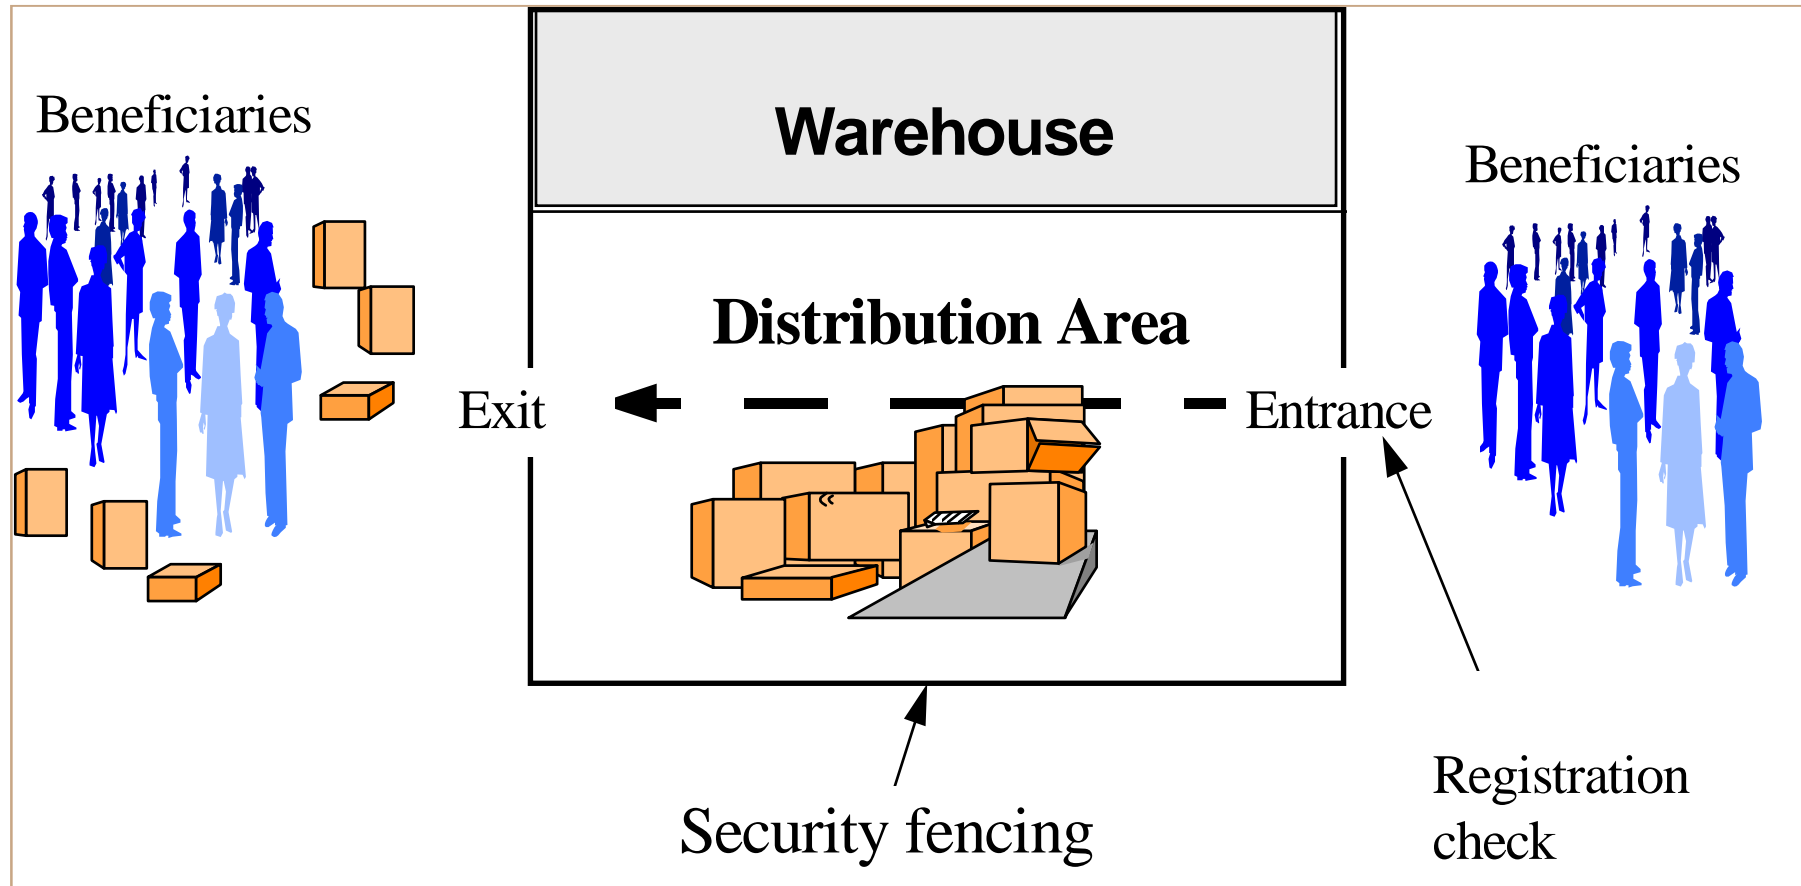 Warehouse
Beneficiaries
Beneficiaries
Distribution Area
Exit
Entrance
Registration
check
Security fencing